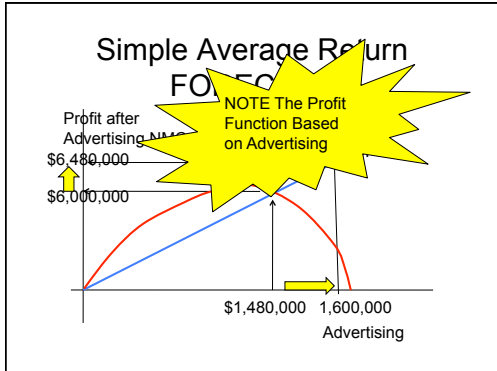 Simple Average Return
NOTE The Profit
Function Based
on Advertising
Profit after
Advertising
$6,480,000
$6,000,000
$1,480,000 1,600,000
Advertising